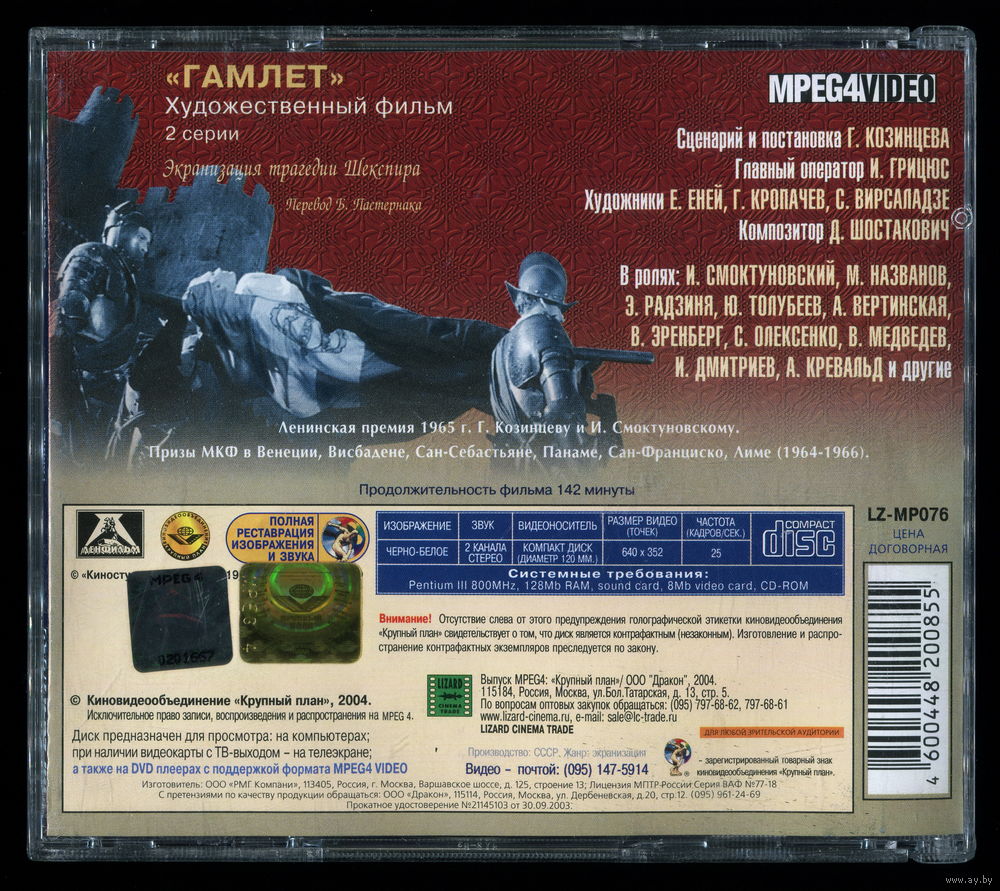 «ГАМЛЕТ»
Художественный фильм
2 серии
Экранизация трагедии Шекспира
Перевод Б. Пастернака
MPEG4VIDEO
Сценарий и постановка Г. КОЗИНЦЕВА
Главный оператор И. ГРИЦЮС
Художники Е. ЕНЕЙ, Г. КРОПАЧЕВ, С. ВИРСАЛАДЗЕ
Композитор Д. ШОСТАКОВИЧ
В ролях: И. СМОКТУНОВСКИЙ, М. НАЗВАНОВ,
Э. РАДЗИНЯ, Ю. ТОЛУБЕЕВ, А. ВЕРТИНСКАЯ,
В. ЭРЕНБЕРГ, С. ОЛЕКСЕНКО, В. МЕДВЕДЕВ,
И. ДМИТРИЕВ, А. КРЕВАЛЬД и другие
Ленинская премия 1965 г. Г. Козинцеву и И. Смоктуновскому.
Призы МКФ в Венеции, Висбадене, Сан-Себастьяне, Панаме, Сан-Франциско, Лиме (1964-1966).
Продолжительность фильма 142 минуты
ЛЕНФИЛЬМ
ПОЛНАЯ
РЕСТАВРАЦИЯ
ИЗОБРАЖЕНИЯ
И ЗВУКА
ИЗОБРАЖЕНИЕ ЗВУК ВИДЕОНОСИТЕЛЬ РАЗМЕР ВИДЕО (ТОЧЕК) ЧАСТОТА (КАДРОВ/СЕК.)
ЧЕРНО-БЕЛОЕ 2 КАНАЛА СТЕРЕО КОМПАКТ ДИСК (ДИАМЕТР 120 ММ.) 640 x 352 25
COMPACT
disc
Системные требования:
Pentium III 800MHz, 128Mb RAM, sound card, 8Mb video card, CD-ROM
LZ-MP076
ЦЕНА
ДОГОВОРНАЯ
MPEG4
0201667
Внимание! Отсутствие слева от этого предупреждения голографической этикетки киновидеообъединения
«Крупный план» свидетельствует о том, что диск является контрафактным (незаконным). Изготовление и распро-
странение контрафактных экземпляров преследуется по закону.
© Киновидеообъединение «Крупный план», 2004.
Исключительное право записи, воспроизведения и распространения на MPEG 4.
Диск предназначен для просмотра: на компьютерах;
при наличии видеокарты с ТВ-выходом – на телеэкране;
а также на DVD плеерах с поддержкой формата MPEG4 VIDEO
LIZARD
CINEMA
TRADE
Выпуск MPEG4: «Крупный план»/ ООО "Дракон", 2004.
115184, Россия, Москва, ул.Бол.Татарская, д. 13, стр. 5.
По вопросам оптовых закупок обращаться: (095) 797-68-62, 797-68-61
www.lizard-cinema.ru, e-mail: sale@lc-trade.ru
LIZARD CINEMA TRADE
ДЛЯ ЛЮБОЙ ЗРИТЕЛЬСКОЙ АУДИТОРИИ
Производство: СССР. Жанр: экранизация
Видео - почтой: (095) 147-5914
- зарегистрированный товарный знак
киновидеообъединения «Крупный план».
Изготовитель: ООО «РМГ Компани», 113405, Россия, г. Москва, Варшавское шоссе, д. 125, строение 13; Лицензия МПТР-России Серия ВАФ №77-18
С претензиями по качеству продукции обращаться: ООО «Дракон», 115114, Россия, Москва, ул. Дербеневская, д. 20, стр.12. (095) 961-24-69
Прокатное удостоверение №21145103 от 30.09.2003:
4 600448 200855
www.ay.by